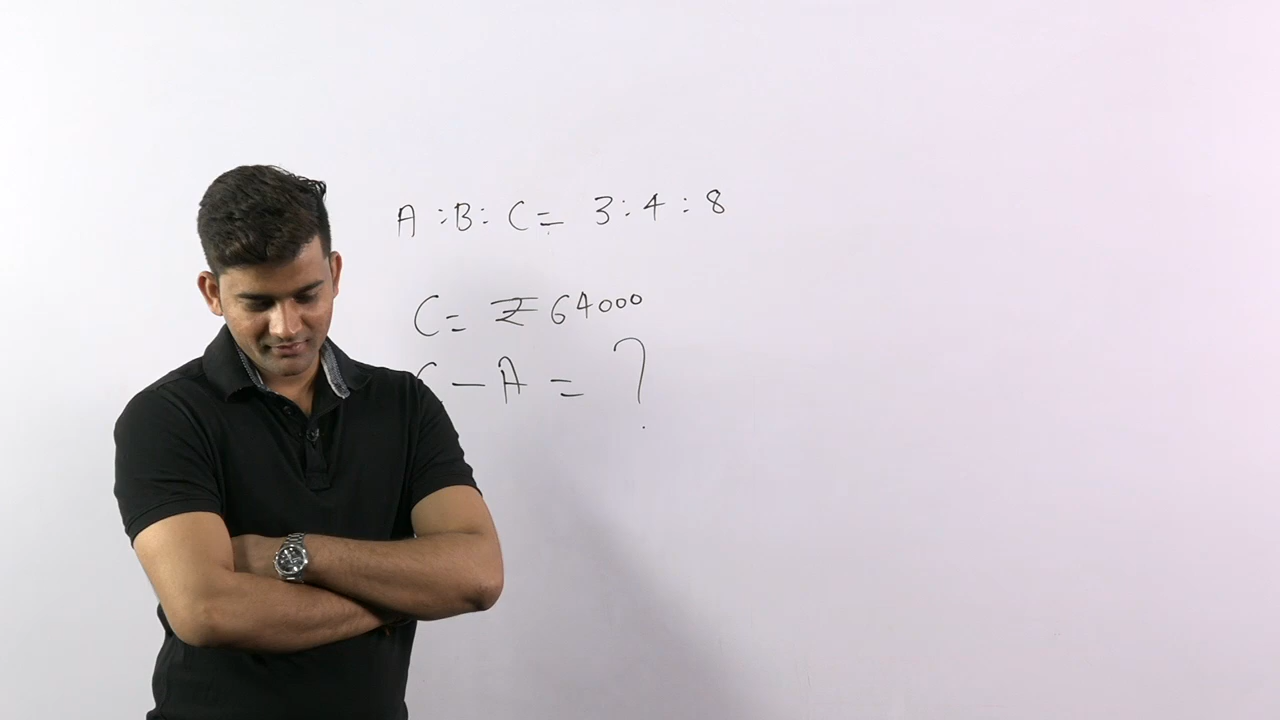 A : B : C = 3 : 4 : 8
C = ₹ 64000
C - A = ?